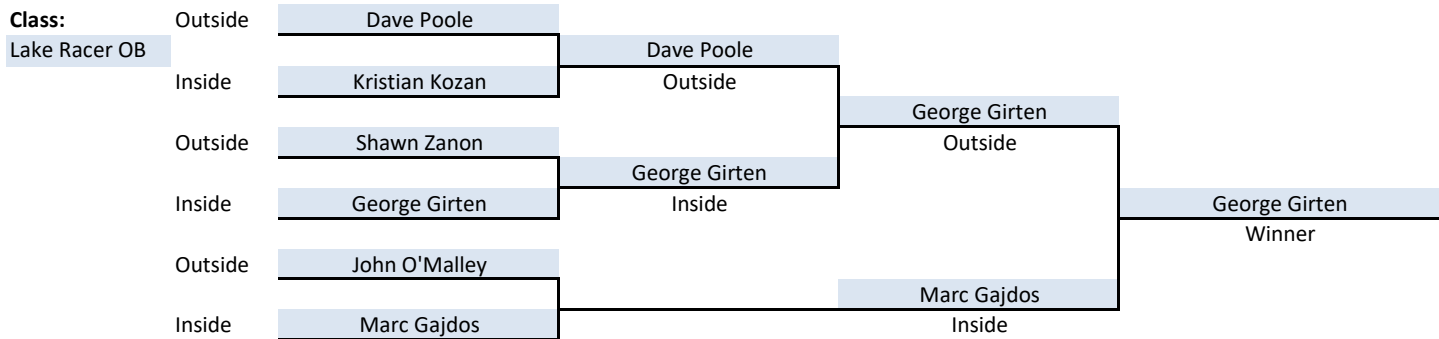 Class: Outside Dave Poole
Lake Racer OB Dave Poole
Inside Kristian Kozan Outside
George Girten
Outside Shawn Zanon Outside
George Girten
Inside George Girten Inside George Girten
Winner
Outside John O'Malley
Marc Gajdos
Inside Marc Gajdos Inside